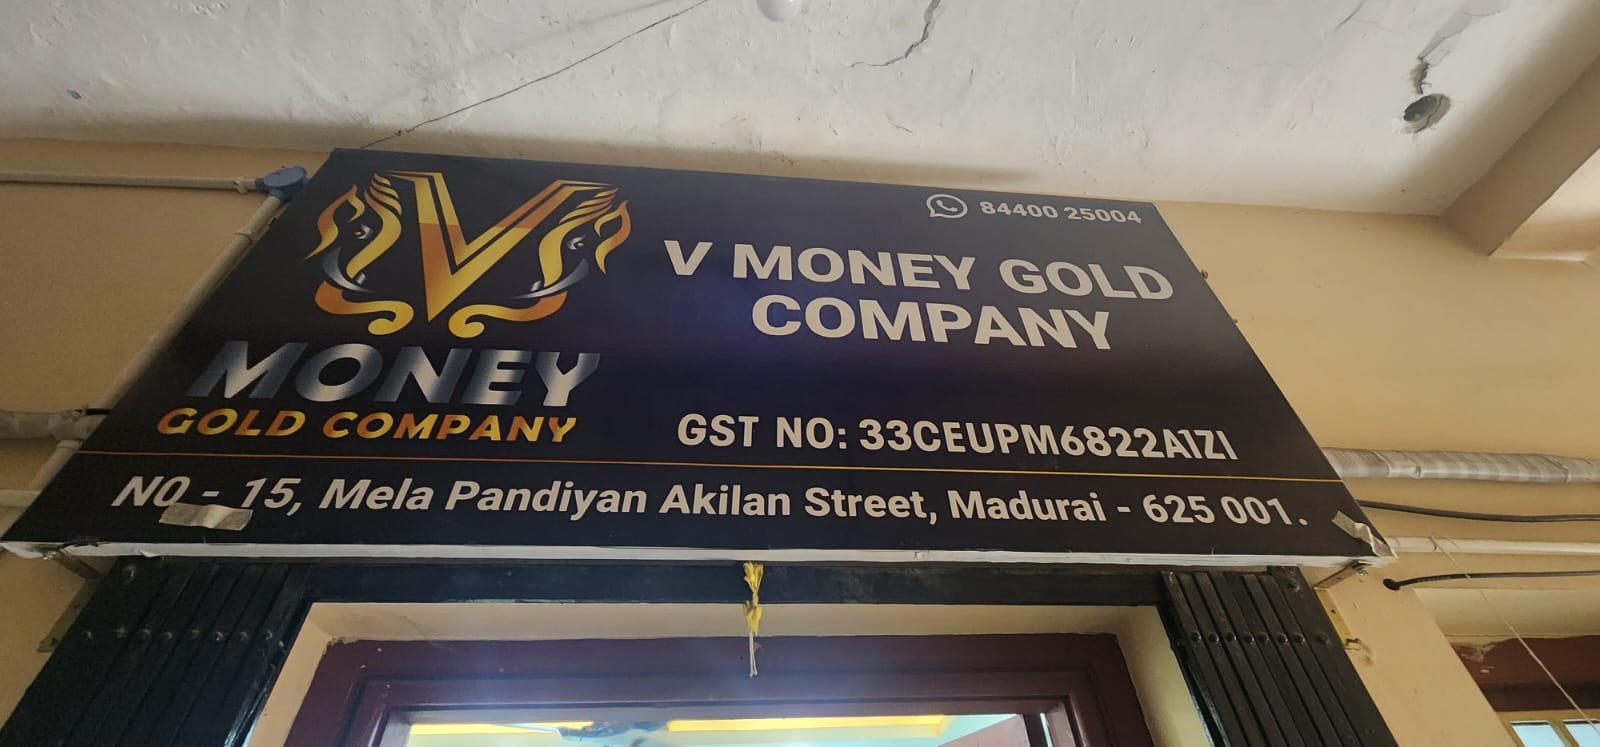 V
MONEY
GOLD COMPANY
84400 25004
V MONEY GOLD
COMPANY
GST NO: 33CEUPM6822A1ZI
NO - 15, Mela Pandiyan Akilan Street, Madurai - 625 001.